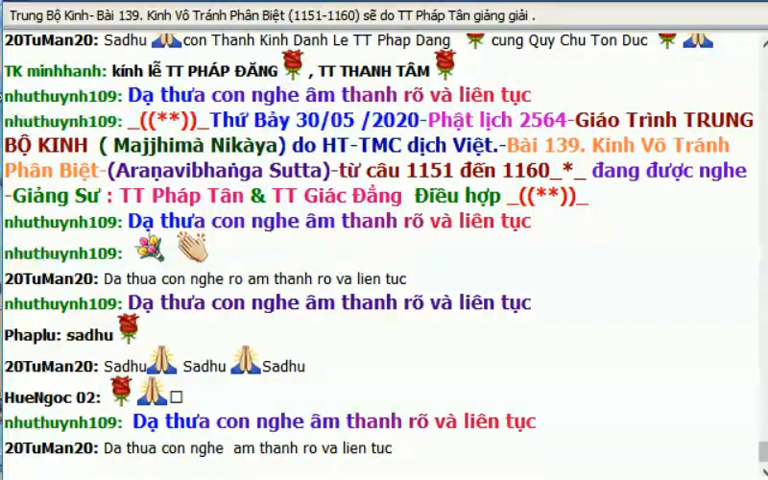 Trung Bộ Kinh- Bài 139. Kinh Vô Tránh Phân Biệt (1151-1160) sẽ do TT Pháp Tân giảng giải .
20TuMan20: Sadhu con Thanh Kinh Danh Le TT Phap Dang cung Quy Chu Ton Duc
TK minhhanh: kính lễ TT PHÁP ĐĂNG , TT THANH TÂM
nhuthuynh109: Dạ thưa con nghe âm thanh rõ và liên tục
nhuthuynh109: _((**))_Thứ Bảy 30/05 /2020-Phật lịch 2564-Giáo Trình TRUNG
BỘ KINH ( Majjhimà Nikàya) do HT-TMC dịch Việt.-Bài 139. Kinh Vô Tránh
Phân Biệt-(Araṇavibhaṅga Sutta)-từ câu 1151 đến 1160_*_ đang được nghe
-Giảng Sư : TT Pháp Tân & TT Giác Đẳng Điều hợp _((**))_
nhuthuynh109: Dạ thưa con nghe âm thanh rõ và liên tục
nhuthuynh109:
20TuMan20: Da thua con nghe ro am thanh ro va lien tuc
nhuthuynh109: Dạ thưa con nghe âm thanh rõ và liên tục
Phaplu: sadhu
20TuMan20: Sadhu Sadhu Sadhu
HueNgoc 02:
nhuthuynh109: Dạ thưa con nghe âm thanh rõ và liên tục
20TuMan20: Da thua con nghe am thanh ro va lien tuc